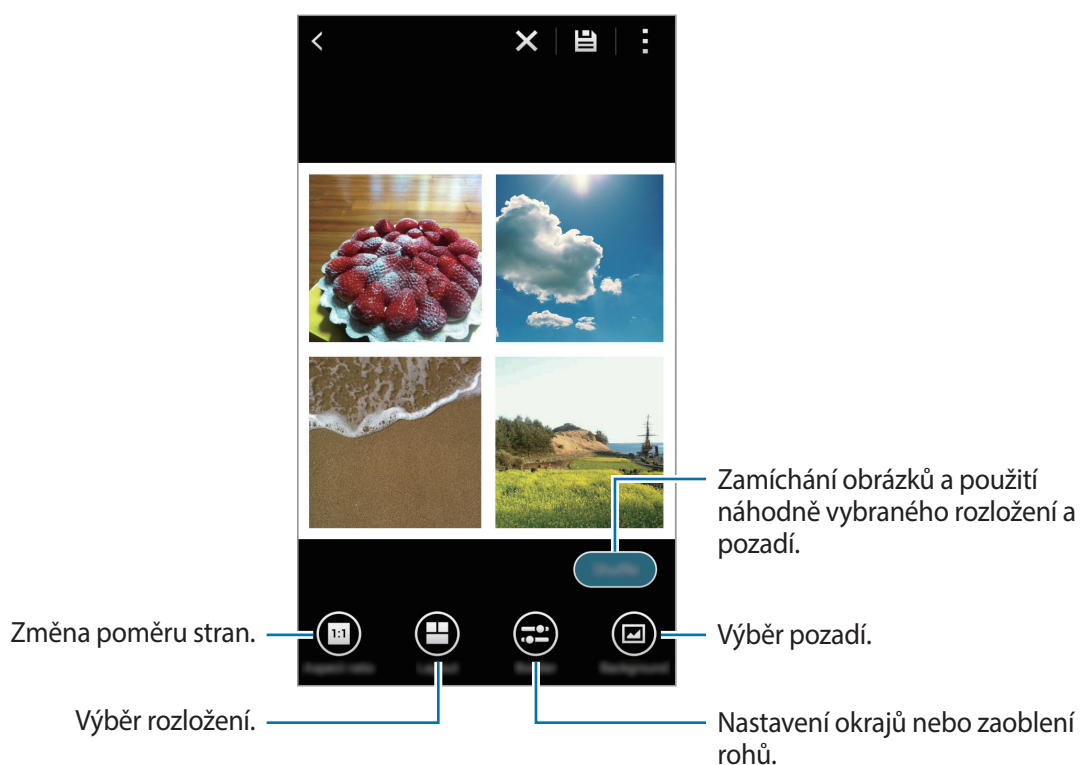 Zamíchání obrázků a použití
náhodně vybraného rozložení a
pozadí.
1:1
Změna poměru stran.
Výběr pozadí.
Výběr rozložení.
Nastavení okrajů nebo zaoblení
rohů.